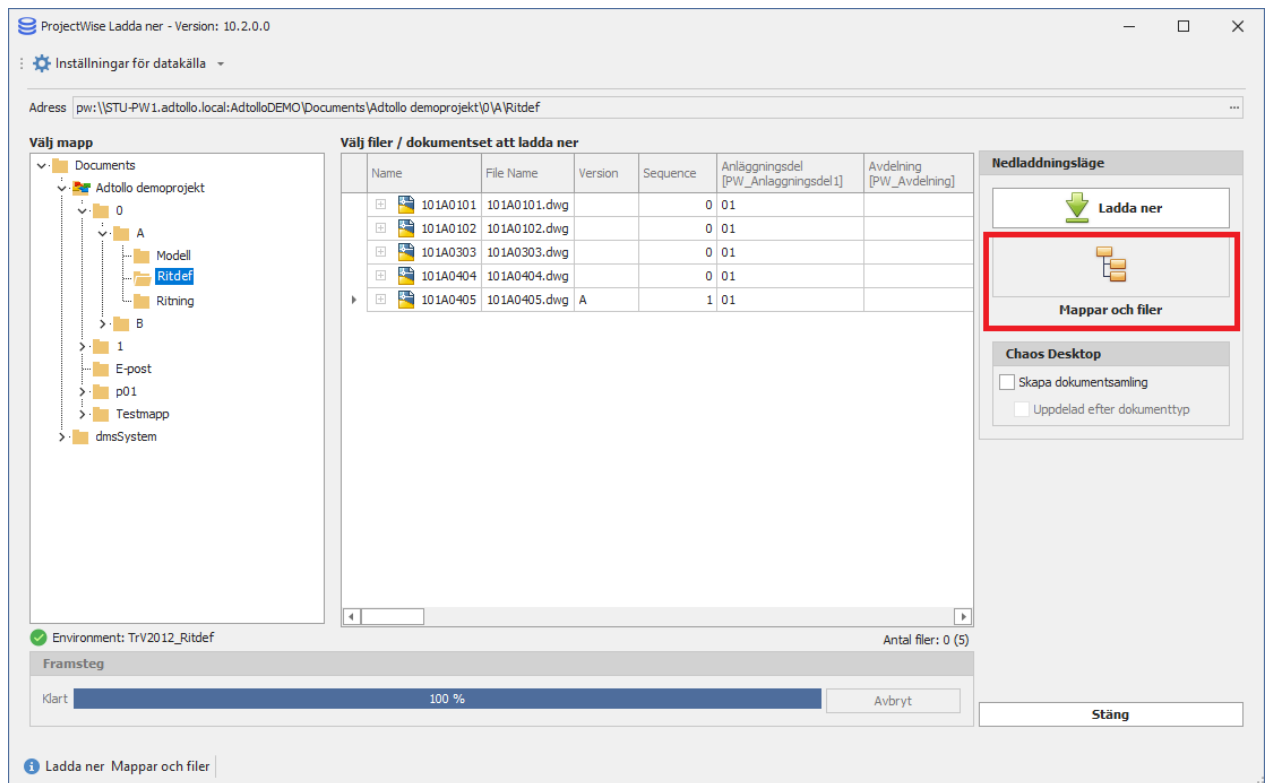 ProjectWise Ladda ner - Version: 10.2.0.0
Inställningar för datakälla
Adress pw:\\STU-PW1.adtollo.local:AdtolloDEMO\Documents\Adtollo demoprojekt\0\A\Ritdef ...
Välj mapp
Documents
Adtollo demoprojekt
0
A
Modell
Ritdef
Ritning
B
1
E-post
p01
Testmapp
dmsSystem
Environment: TrV2012_Ritdef
Välj filer / dokumentset att ladda ner
Name File Name Version Sequence Anläggningsdel [PW_Anlaggningsdel1] Avdelning [PW_Avdelning]
101A0101 101A0101.dwg 0 01
101A0102 101A0102.dwg 0 01
101A0303 101A0303.dwg 0 01
101A0404 101A0404.dwg 0 01
101A0405 101A0405.dwg A 1 01
Antal filer: 0 (5)
Nedladdningsläge
Ladda ner
Mappar och filer
Chaos Desktop
Skapa dokumentsamling
Uppdelad efter dokumenttyp
Framsteg
Klart 100 % Avbryt
Stäng
Ladda ner Mappar och filer